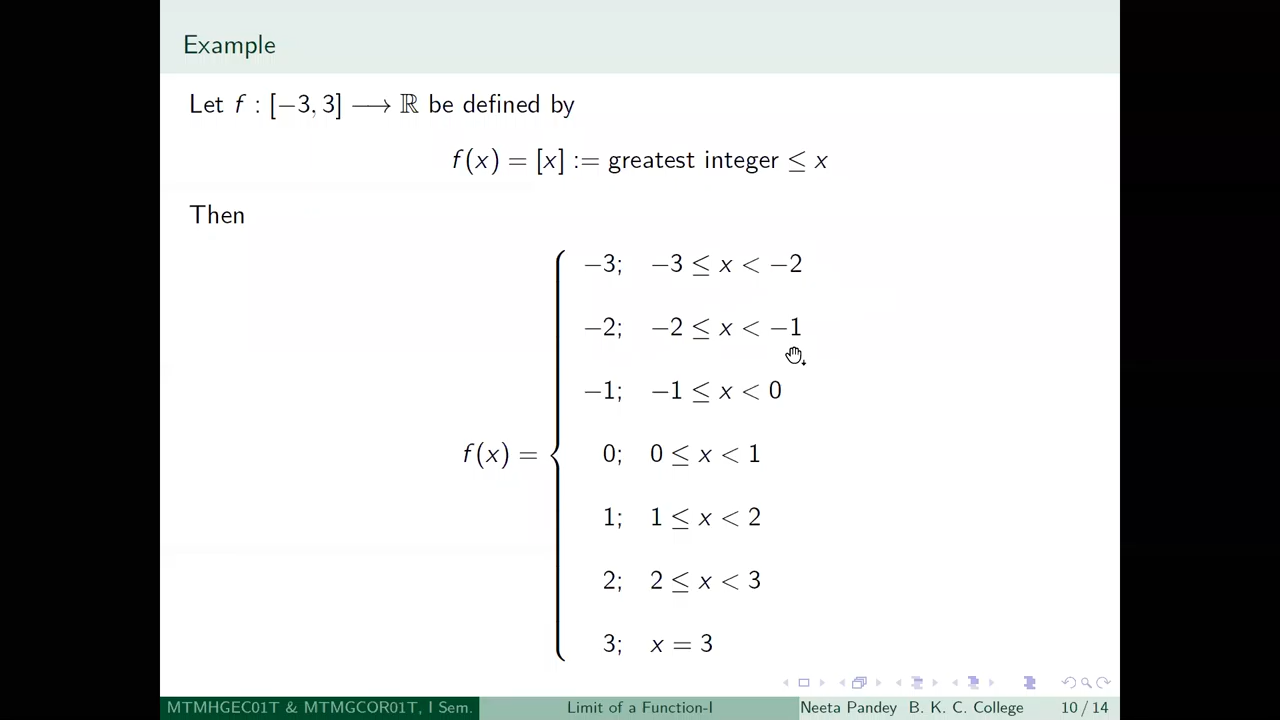 Example
Let f : [−3, 3] ⟶ ℝ be defined by
f(x) = [x] := greatest integer ≤ x
Then
−3; −3 ≤ x < −2
−2; −2 ≤ x < −1
−1; −1 ≤ x < 0
f(x) = { 0; 0 ≤ x < 1
1; 1 ≤ x < 2
2; 2 ≤ x < 3
3; x = 3
MTMHGEC01T & MTMGCOR01T, I Sem. Limit of a Function-I Neeta Pandey B. K. C. College 10 / 14